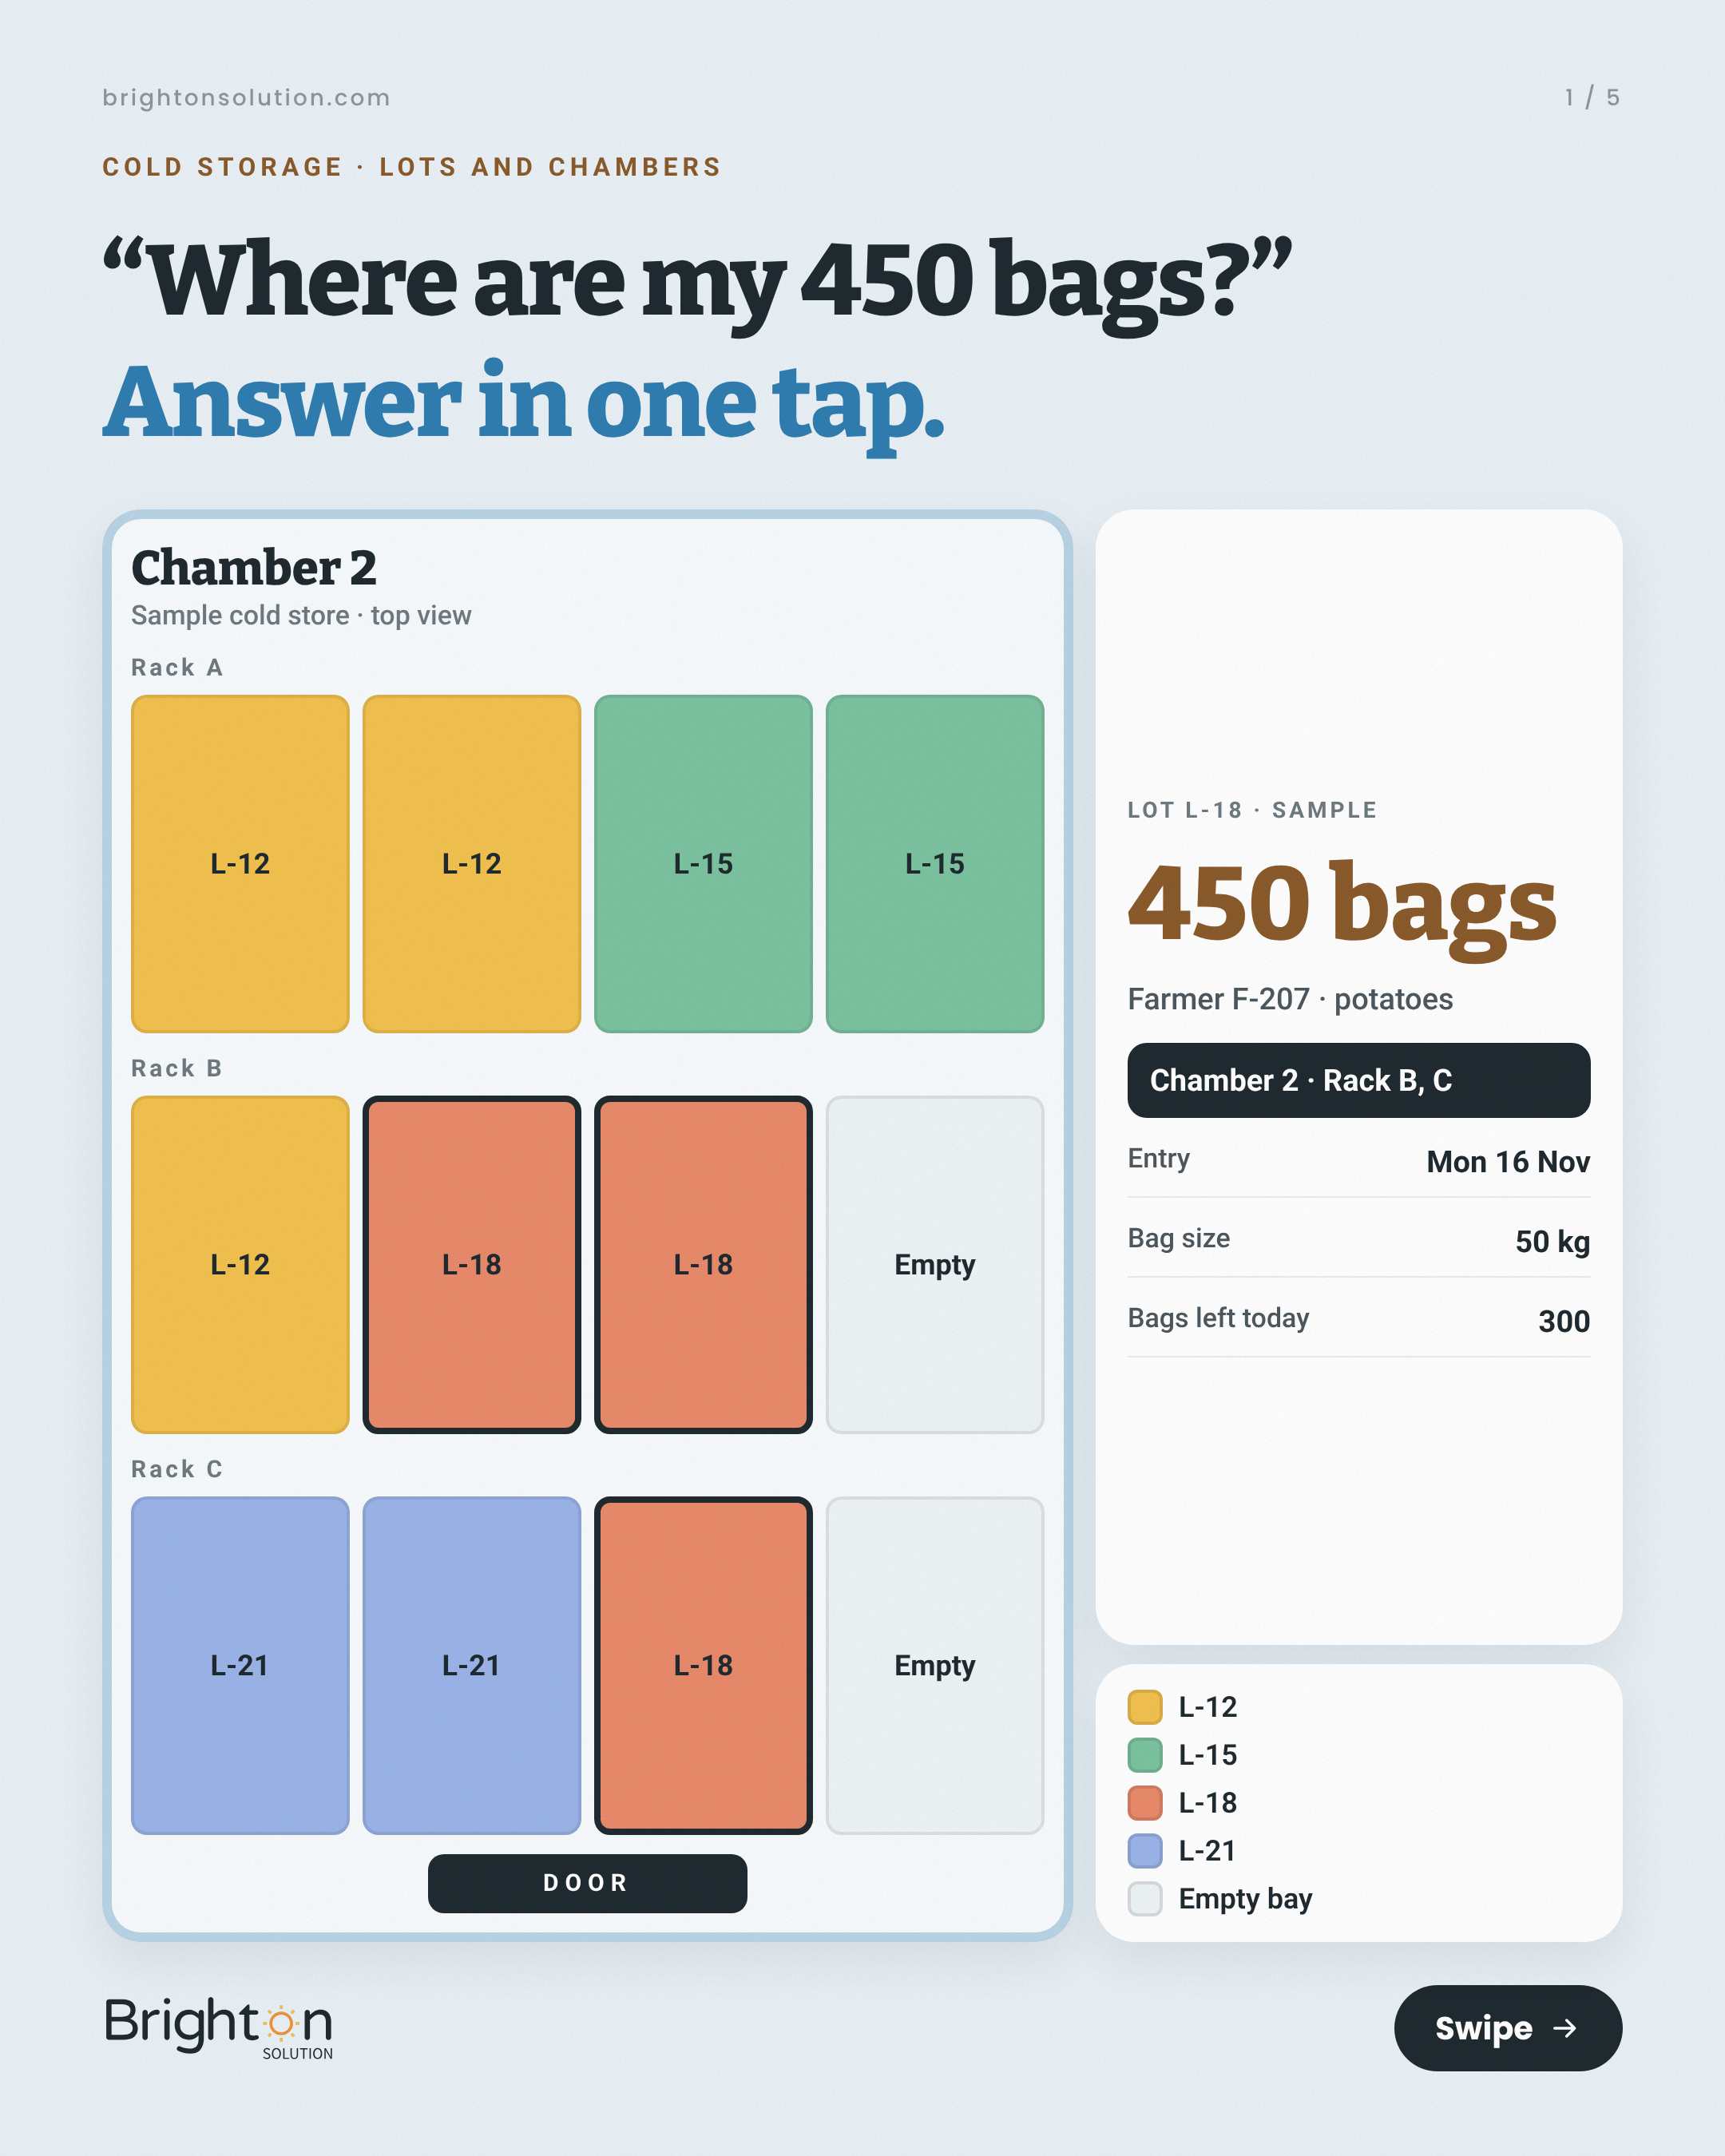 brightonsolution.com
1 / 5
COLD STORAGE · LOTS AND CHAMBERS
“Where are my 450 bags?”
Answer in one tap.
Chamber 2
Sample cold store · top view
Rack A
L-12
L-12
L-15
L-15
Rack B
L-12
L-18
L-18
Empty
Rack C
L-21
L-21
L-18
Empty
DOOR
LOT L-18 · SAMPLE
450 bags
Farmer F-207 · potatoes
Chamber 2 · Rack B, C
Entry Mon 16 Nov
Bag size 50 kg
Bags left today 300
L-12
L-15
L-18
L-21
Empty bay
Brighton
SOLUTION
Swipe →